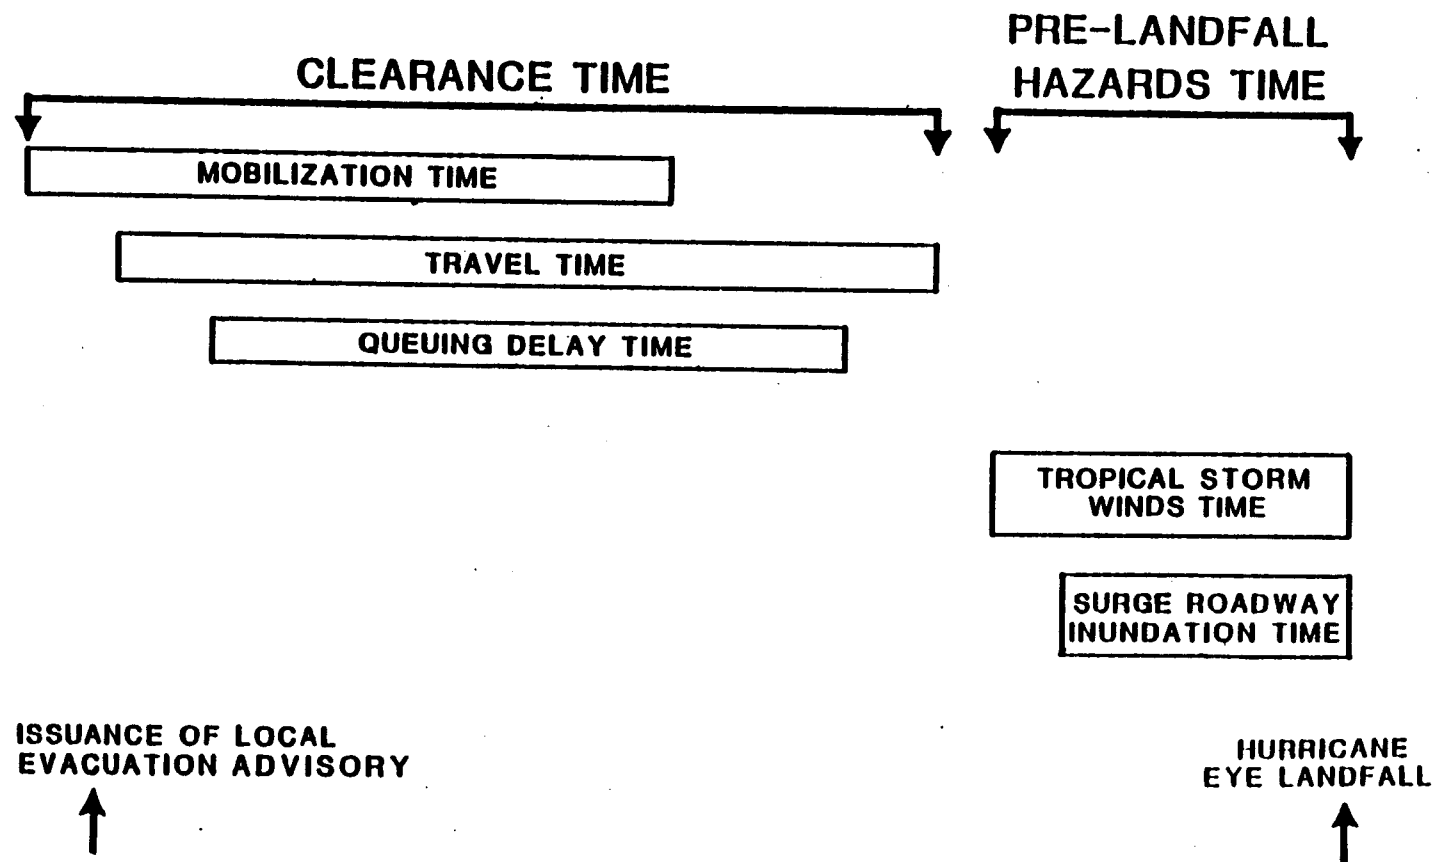 CLEARANCE TIME
PRE-LANDFALL
HAZARDS TIME
MOBILIZATION TIME
TRAVEL TIME
QUEUING DELAY TIME
TROPICAL STORM
WINDS TIME
SURGE ROADWAY
INUNDATION TIME
ISSUANCE OF LOCAL
EVACUATION ADVISORY
HURRICANE
EYE LANDFALL